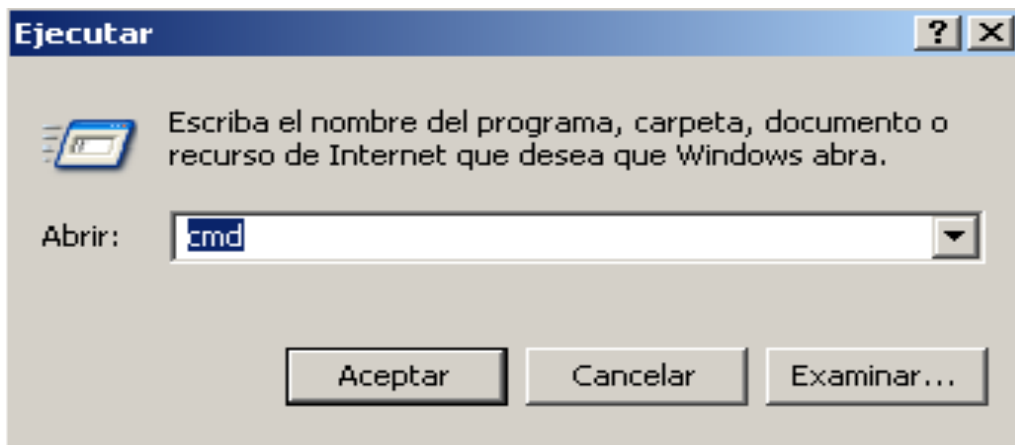 Ejecutar
Escriba el nombre del programa, carpeta, documento o
recurso de Internet que desea que Windows abra.
Abrir: cmd
Aceptar Cancelar Examinar...